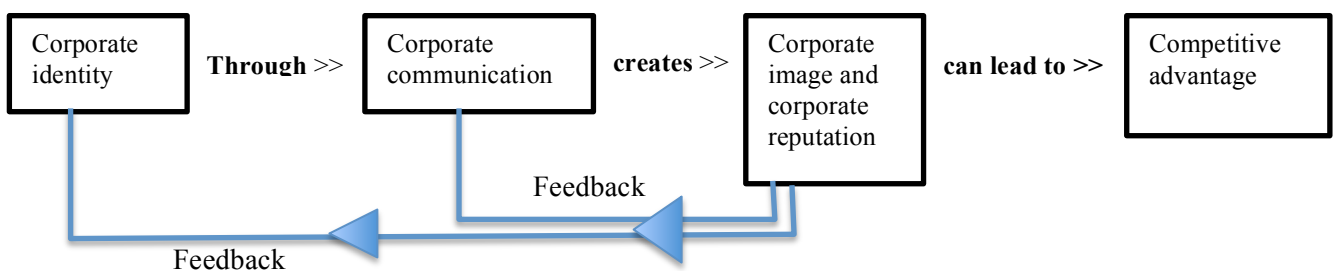 Corporate
identity
Through >>
Corporate
communication
creates >>
Corporate
image and
corporate
reputation
can lead to >>
Competitive
advantage
Feedback
Feedback